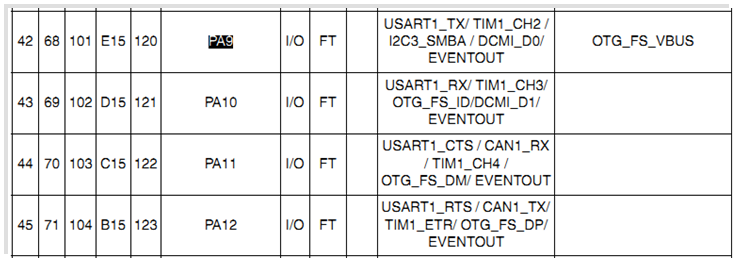 42 68 101 E15 120 PA9 I/O FT USART1_TX/ TIM1_CH2 / I2C3_SMBA / DCMI_D0/ EVENTOUT OTG_FS_VBUS
43 69 102 D15 121 PA10 I/O FT USART1_RX/ TIM1_CH3/ OTG_FS_ID/DCMI_D1/ EVENTOUT
44 70 103 C15 122 PA11 I/O FT USART1_CTS / CAN1_RX / TIM1_CH4 / OTG_FS_DM/ EVENTOUT
45 71 104 B15 123 PA12 I/O FT USART1_RTS / CAN1_TX/ TIM1_ETR/ OTG_FS_DP/ EVENTOUT